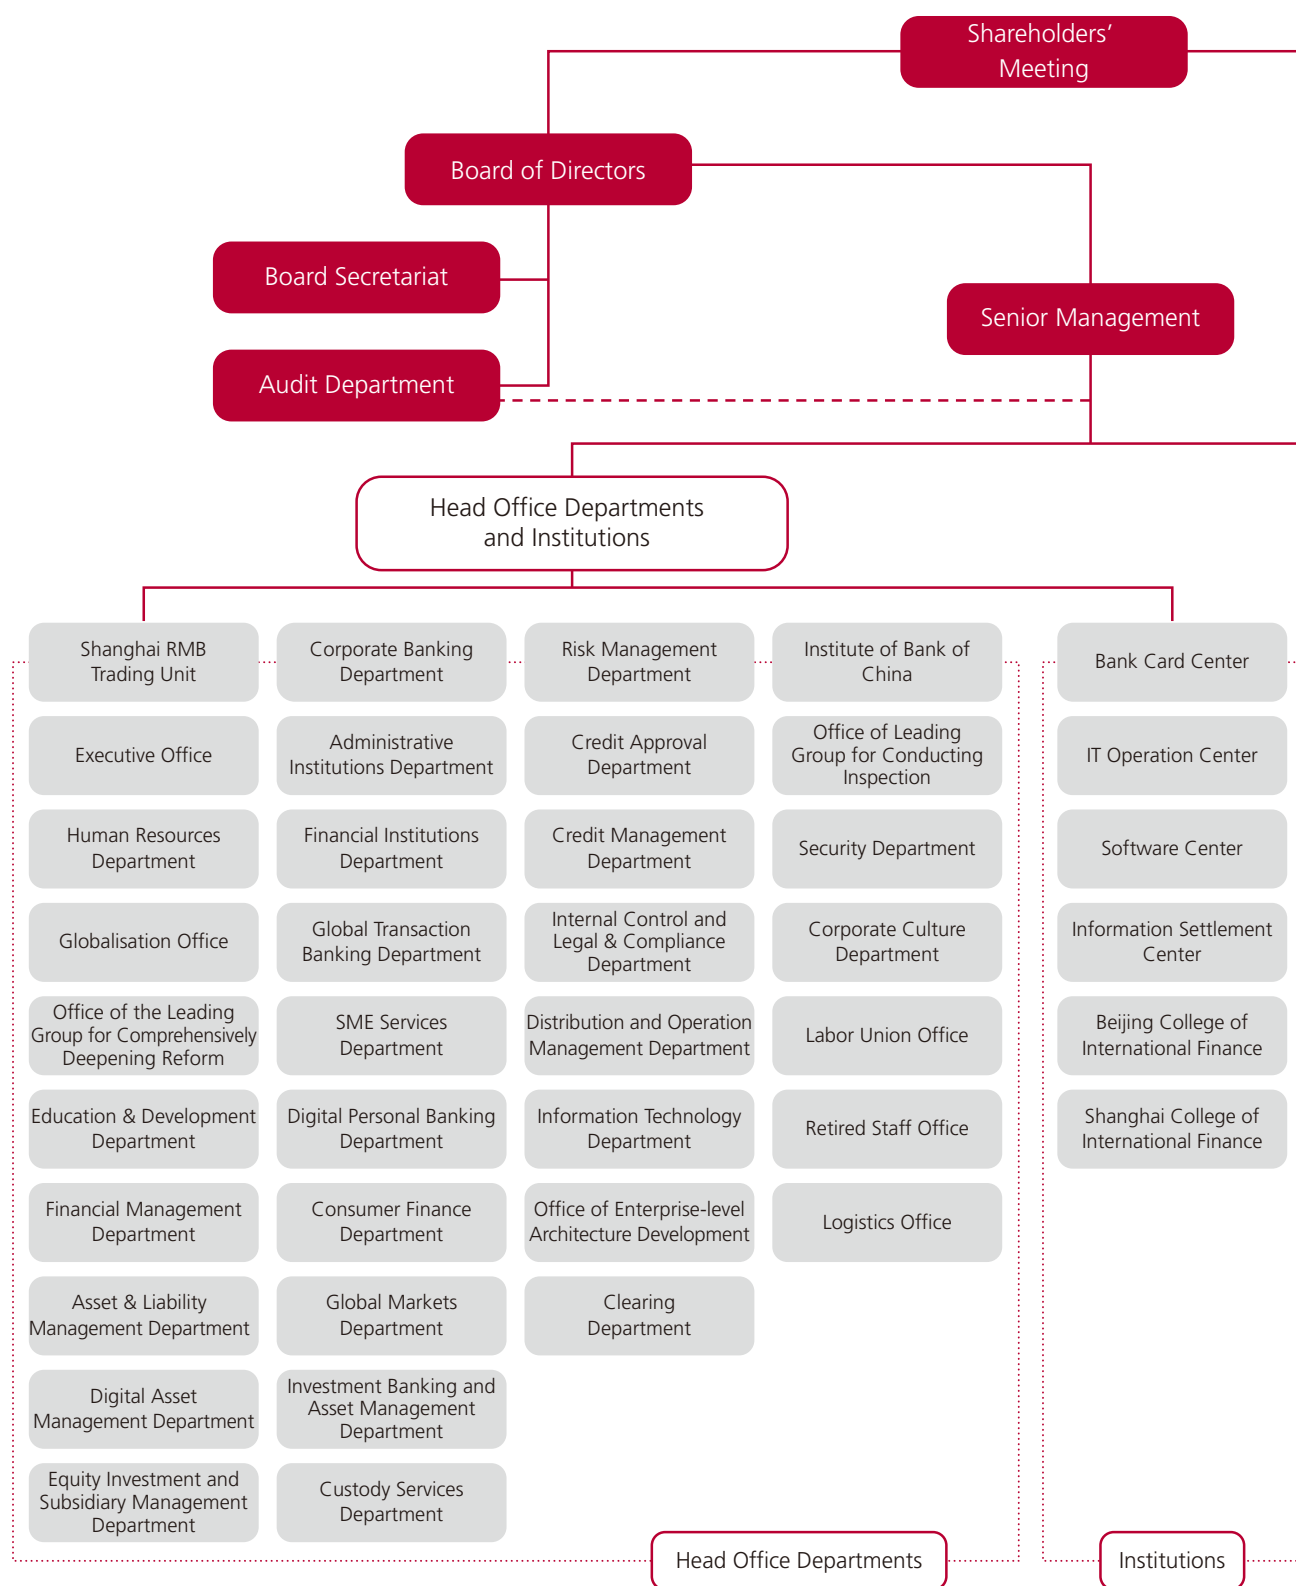 Shareholders’
Meeting
Board of Directors
Board Secretariat
Senior Management
Audit Department
Head Office Departments
and Institutions
Shanghai RMB
Trading Unit
Executive Office
Human Resources
Department
Globalisation Office
Office of the Leading
Group for Comprehensively
Deepening Reform
Education & Development
Department
Financial Management
Department
Asset & Liability
Management Department
Digital Asset
Management Department
Equity Investment and
Subsidiary Management
Department
Corporate Banking
Department
Administrative
Institutions Department
Financial Institutions
Department
Global Transaction
Banking Department
SME Services
Department
Digital Personal Banking
Department
Consumer Finance
Department
Global Markets
Department
Investment Banking and
Asset Management
Department
Custody Services
Department
Risk Management
Department
Credit Approval
Department
Credit Management
Department
Internal Control and
Legal & Compliance
Department
Distribution and Operation
Management Department
Information Technology
Department
Office of Enterprise-level
Architecture Development
Clearing
Department
Institute of Bank of
China
Office of Leading
Group for Conducting
Inspection
Security Department
Corporate Culture
Department
Labor Union Office
Retired Staff Office
Logistics Office
Head Office Departments
Bank Card Center
IT Operation Center
Software Center
Information Settlement
Center
Beijing College of
International Finance
Shanghai College of
International Finance
Institutions